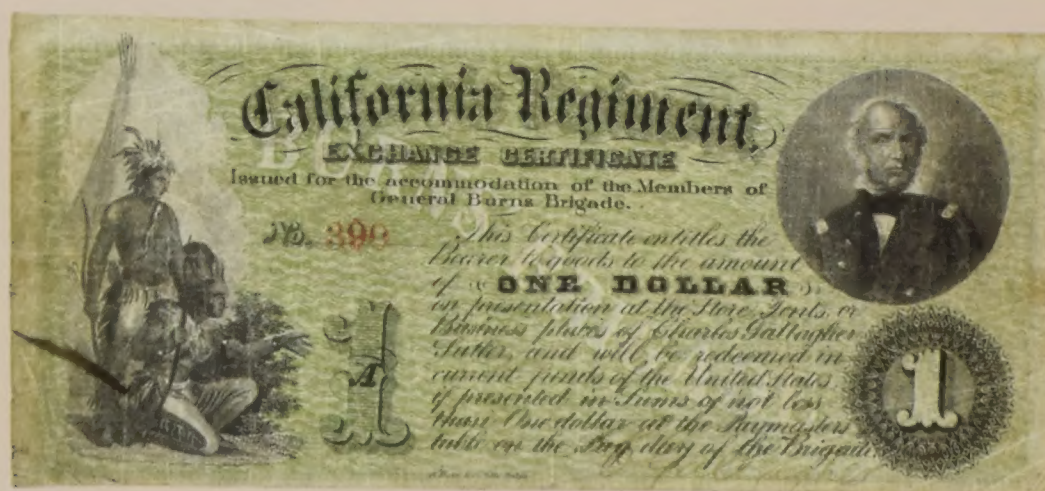 California Regiment,
EXCHANGE CERTIFICATE
Issued for the accommodation of the Members of
General Burns Brigade.
No. 390
This Certificate entitles the
Bearer to goods to the amount
of ONE DOLLAR
on presentation at the Store, Tents, or
Business places of Charles Gallagher
Sutler, and will be redeemed in
current funds of the United States
if presented in Sums of not less
than One dollar at the Paymasters
table on the Pay day of the Brigade
1
A
1